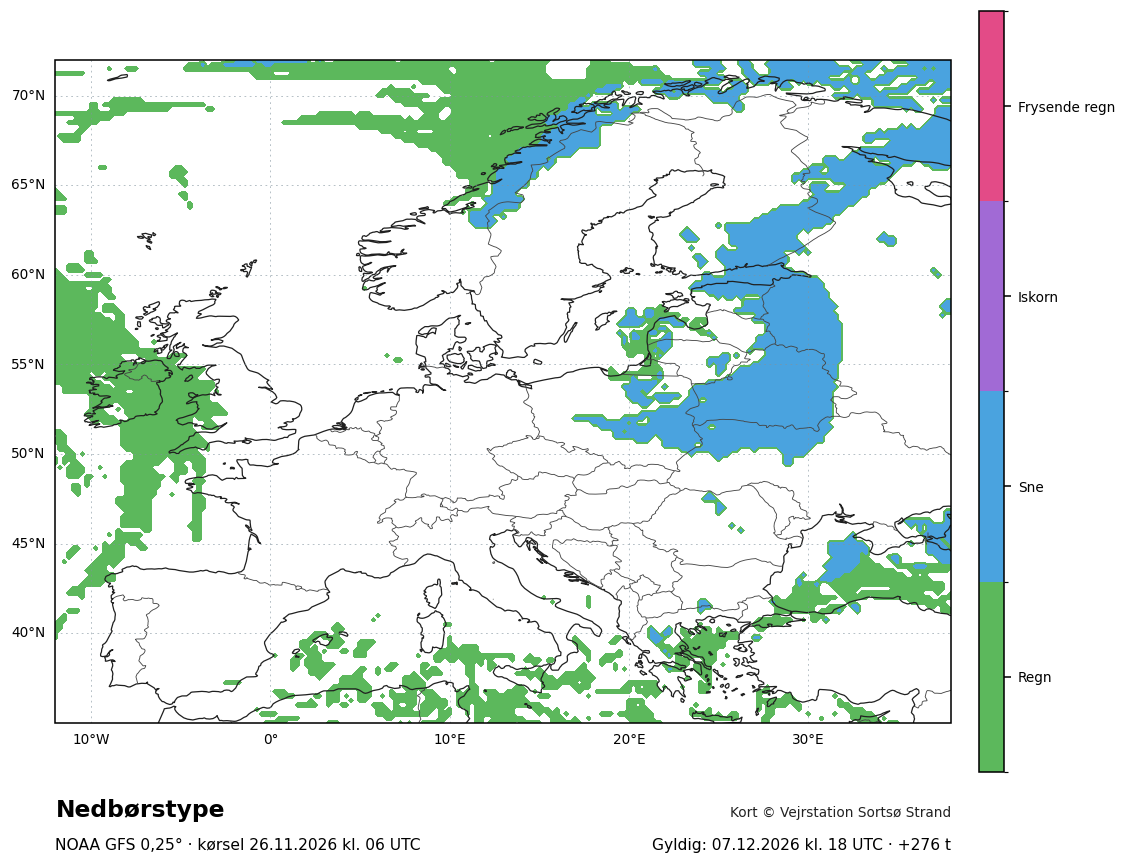 70°N
65°N
60°N
55°N
50°N
45°N
40°N
10°W
0°
10°E
20°E
30°E
Frysende regn
Iskorn
Sne
Regn
Nedbørstype
Kort © Vejrstation Sortsø Strand
NOAA GFS 0,25° · kørsel 26.11.2026 kl. 06 UTC
Gyldig: 07.12.2026 kl. 18 UTC · +276 t